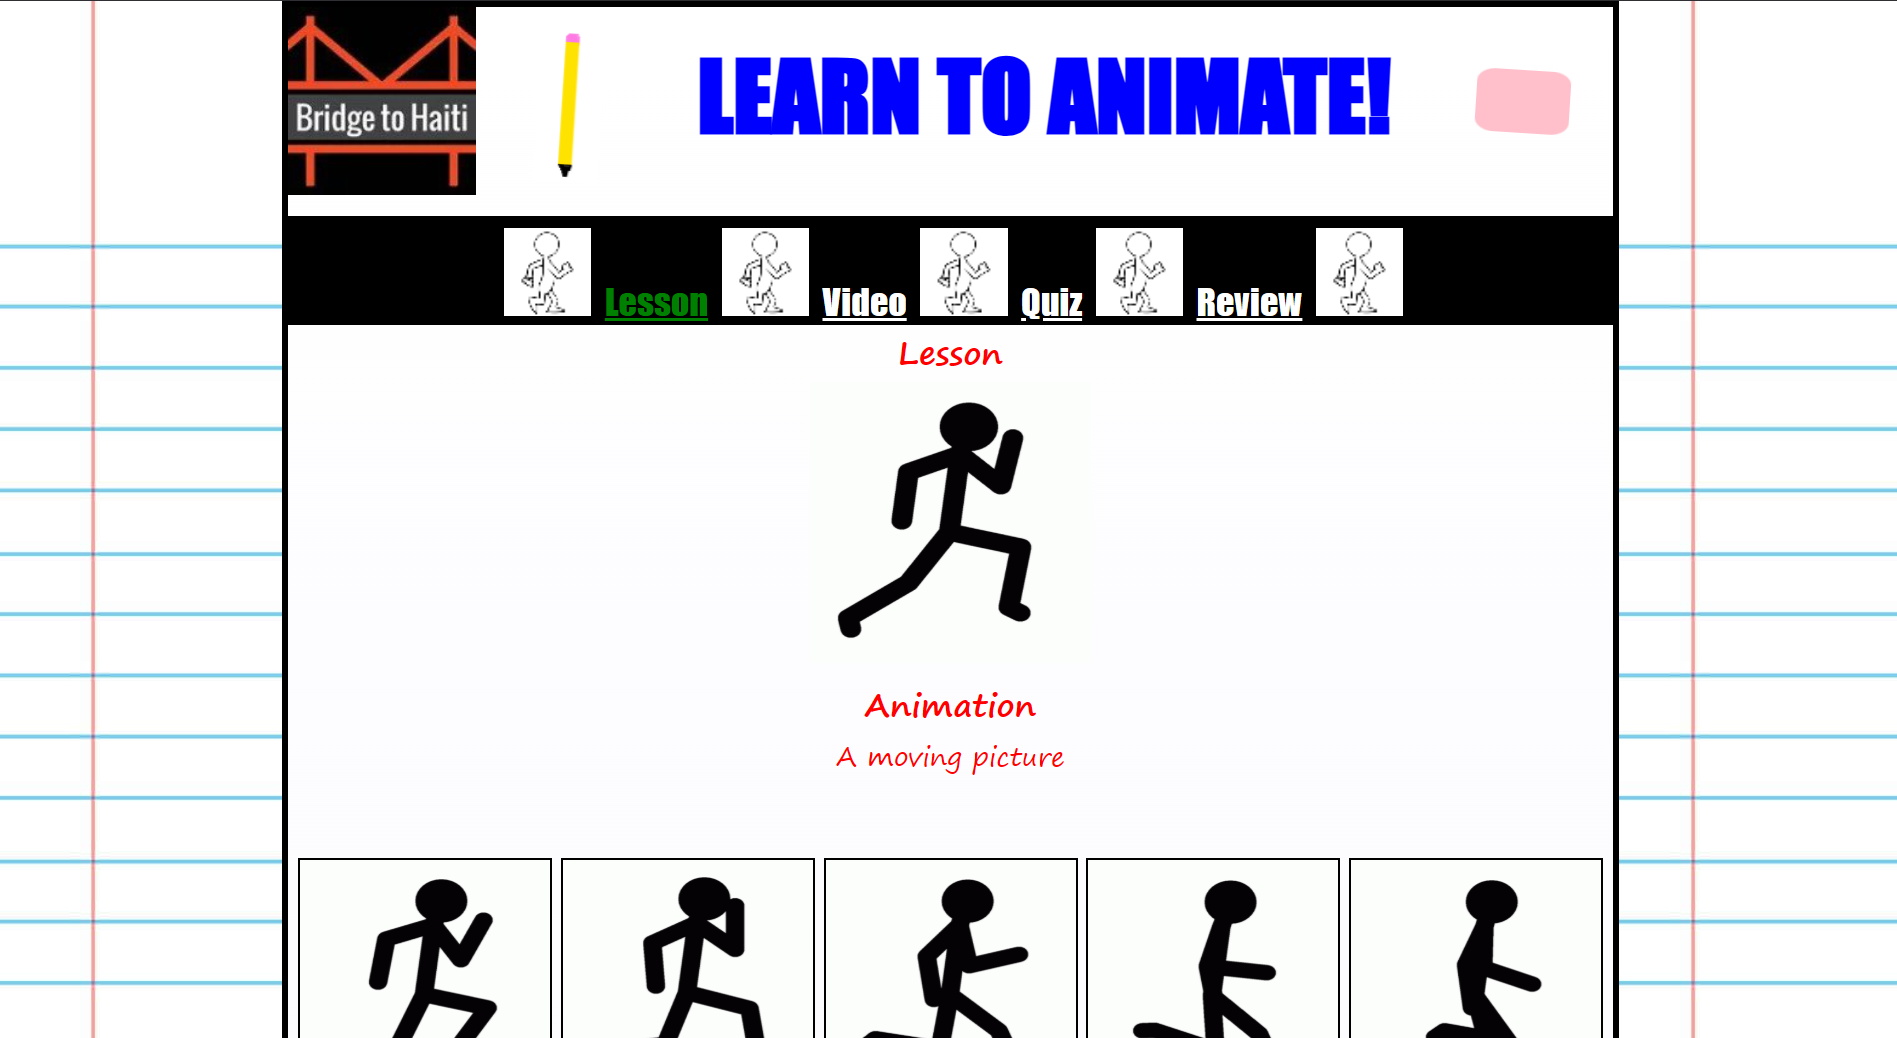 Bridge to Haiti
LEARN TO ANIMATE!
Lesson Video Quiz Review
Lesson
Animation
A moving picture